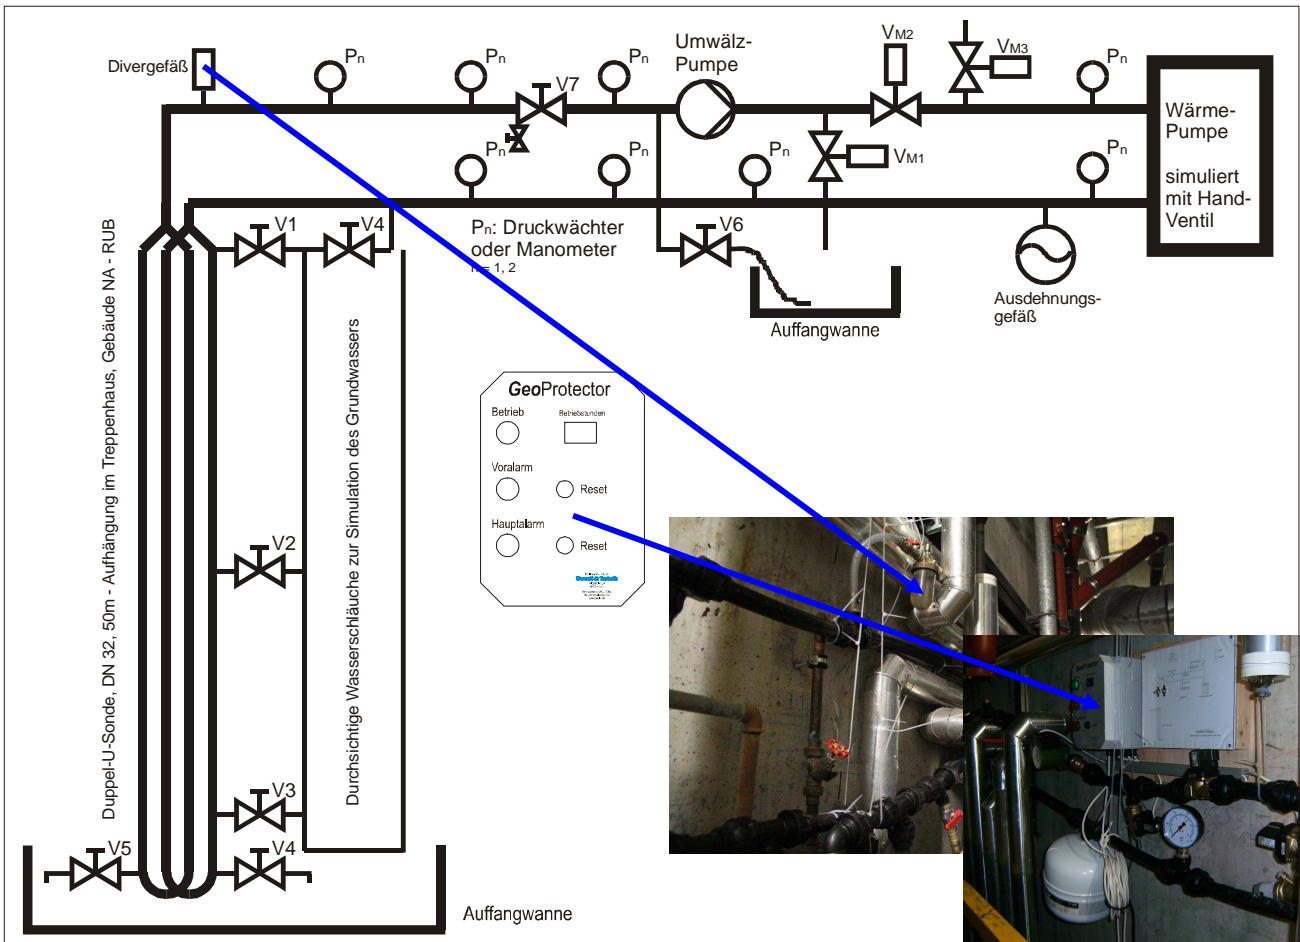 Divergefäß
Pn
Pn
V7
Pn
Umwälz-
Pumpe
VM2
VM3
Pn
Wärme-
Pumpe
simuliert
mit Hand-
Ventil
Pn
Pn
Pn
VM1
Pn
V1
V4
Pn: Druckwächter
oder Manometer
n = 1, 2
V6
Auffangwanne
Ausdehnungs-
gefäß
Duppel-U-Sonde, DN 32, 50m - Aufhängung im Treppenhaus, Gebäude NA - RUB
Durchsichtige Wasserschläuche zur Simulation des Grundwassers
GeoProtector
Betrieb
Betriebstunden
Voralarm
Reset
Hauptalarm
Reset
V2
V3
V5
V4
Auffangwanne
GeoProtector